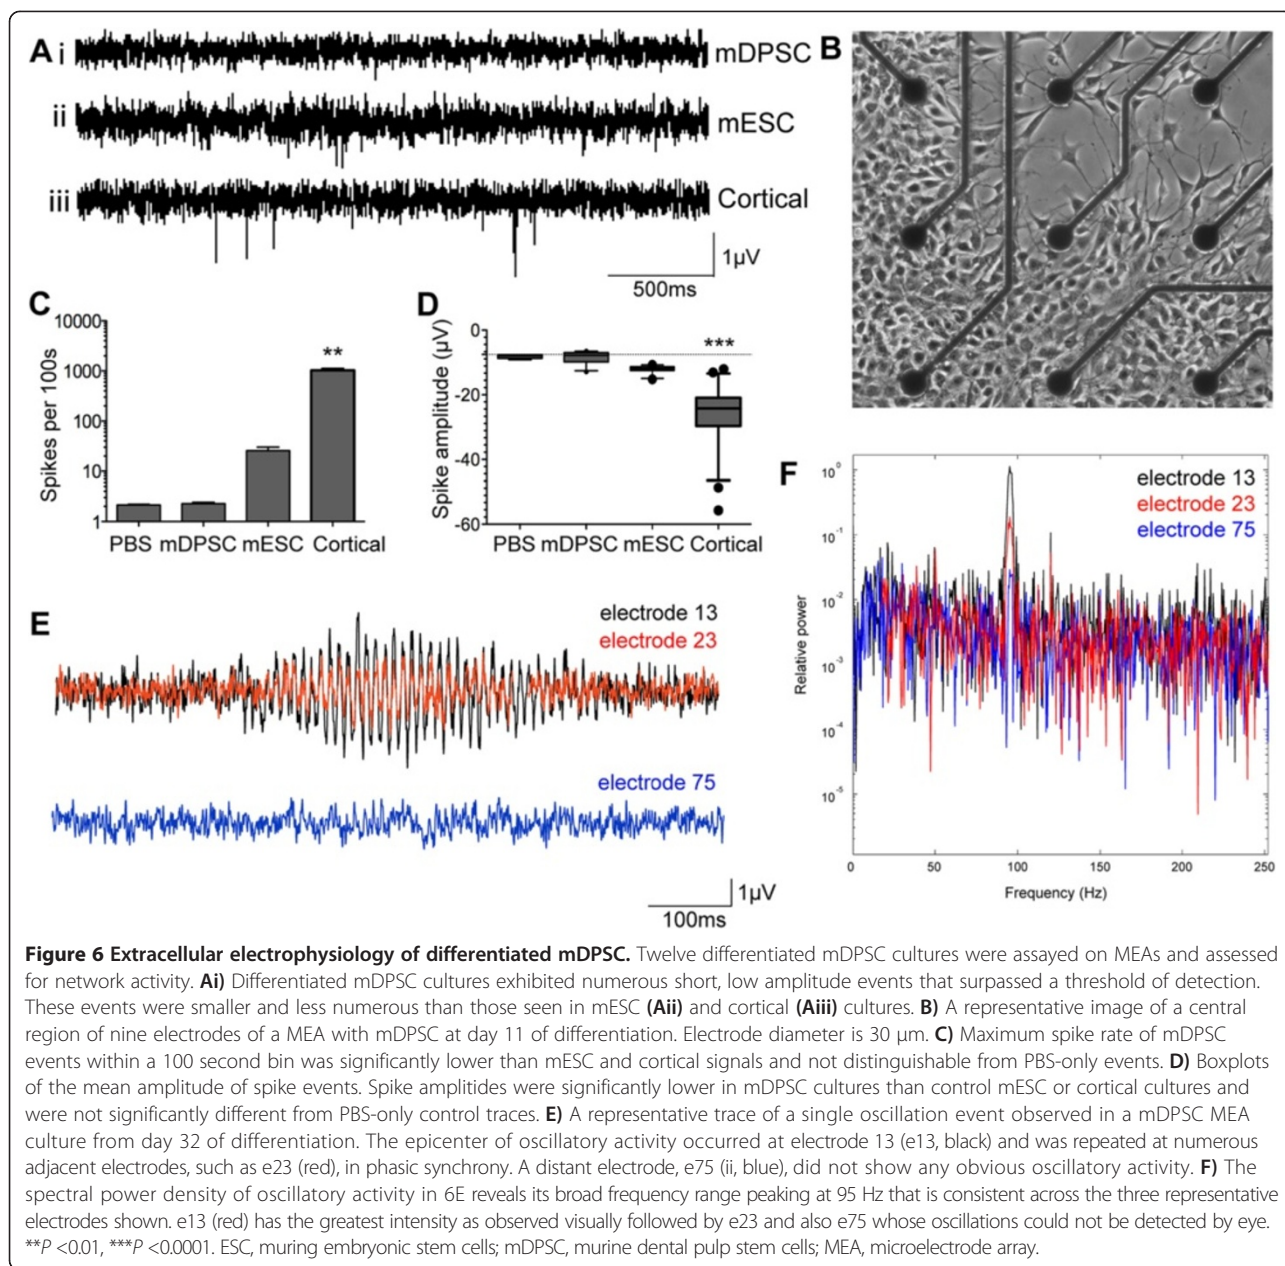 A i mDPSC
ii mESC
iii Cortical
1µV
500ms
B
C
Spikes per 100s
10000
1000
100
10
1
**
PBS mDPSC mESC Cortical
D
Spike amplitude (µV)
0
-20
-40
-60
***
PBS mDPSC mESC Cortical
E
electrode 13
electrode 23
electrode 75
1µV
100ms
F
electrode 13
electrode 23
electrode 75
Relative power
10⁰
10⁻¹
10⁻²
10⁻³
10⁻⁴
10⁻⁵
0 50 100 150 200 250
Frequency (Hz)
Figure 6 Extracellular electrophysiology of differentiated mDPSC. Twelve differentiated mDPSC cultures were assayed on MEAs and assessed
for network activity. Ai) Differentiated mDPSC cultures exhibited numerous short, low amplitude events that surpassed a threshold of detection.
These events were smaller and less numerous than those seen in mESC (Aii) and cortical (Aiii) cultures. B) A representative image of a central
region of nine electrodes of a MEA with mDPSC at day 11 of differentiation. Electrode diameter is 30 µm. C) Maximum spike rate of mDPSC
events within a 100 second bin was significantly lower than mESC and cortical signals and not distinguishable from PBS-only events. D) Boxplots
of the mean amplitude of spike events. Spike amplitides were significantly lower in mDPSC cultures than control mESC or cortical cultures and
were not significantly different from PBS-only control traces. E) A representative trace of a single oscillation event observed in a mDPSC MEA
culture from day 32 of differentiation. The epicenter of oscillatory activity occurred at electrode 13 (e13, black) and was repeated at numerous
adjacent electrodes, such as e23 (red), in phasic synchrony. A distant electrode, e75 (ii, blue), did not show any obvious oscillatory activity. F) The
spectral power density of oscillatory activity in 6E reveals its broad frequency range peaking at 95 Hz that is consistent across the three representative
electrodes shown. e13 (red) has the greatest intensity as observed visually followed by e23 and also e75 whose oscillations could not be detected by eye.
**P <0.01, ***P <0.0001. ESC, muring embryonic stem cells; mDPSC, murine dental pulp stem cells; MEA, microelectrode array.